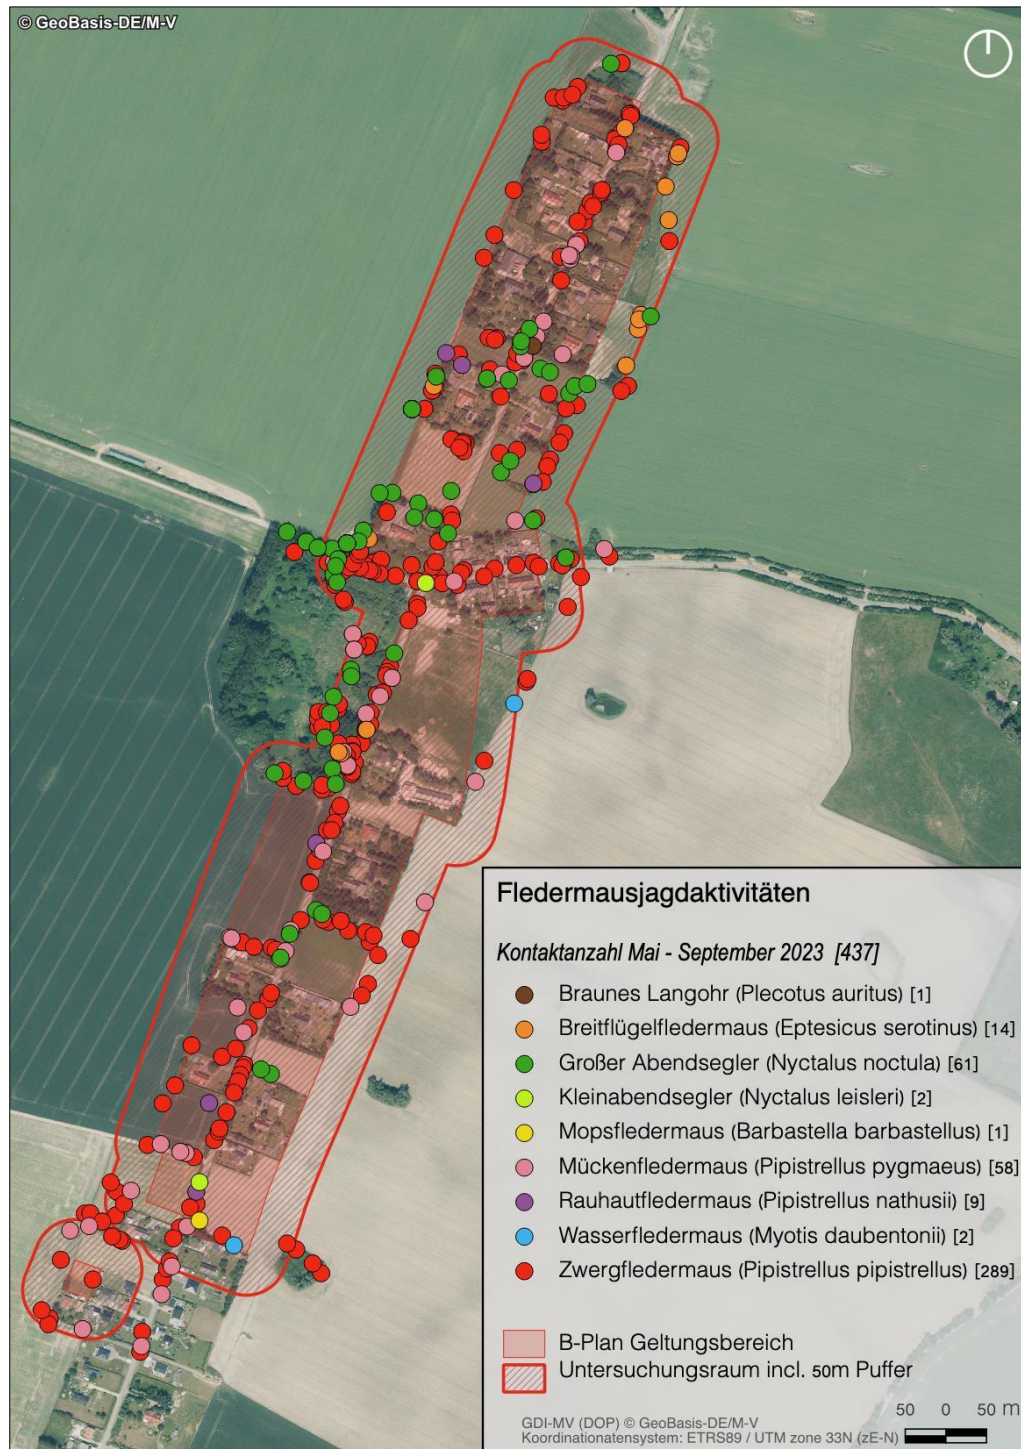 © GeoBasis-DE/M-V
Fledermausjagdaktivitäten
Kontaktanzahl Mai - September 2023 [437]
Braunes Langohr (Plecotus auritus) [1]
Breitflügelfledermaus (Eptesicus serotinus) [14]
Großer Abendsegler (Nyctalus noctula) [61]
Kleinabendsegler (Nyctalus leisleri) [2]
Mopsfledermaus (Barbastella barbastellus) [1]
Mückenfledermaus (Pipistrellus pygmaeus) [58]
Rauhautfledermaus (Pipistrellus nathusii) [9]
Wasserfledermaus (Myotis daubentonii) [2]
Zwergfledermaus (Pipistrellus pipistrellus) [289]
B-Plan Geltungsbereich
Untersuchungsraum incl. 50m Puffer
50 0 50 m
GDI-MV (DOP) © GeoBasis-DE/M-V
Koordinationatensystem: ETRS89 / UTM zone 33N (zE-N)